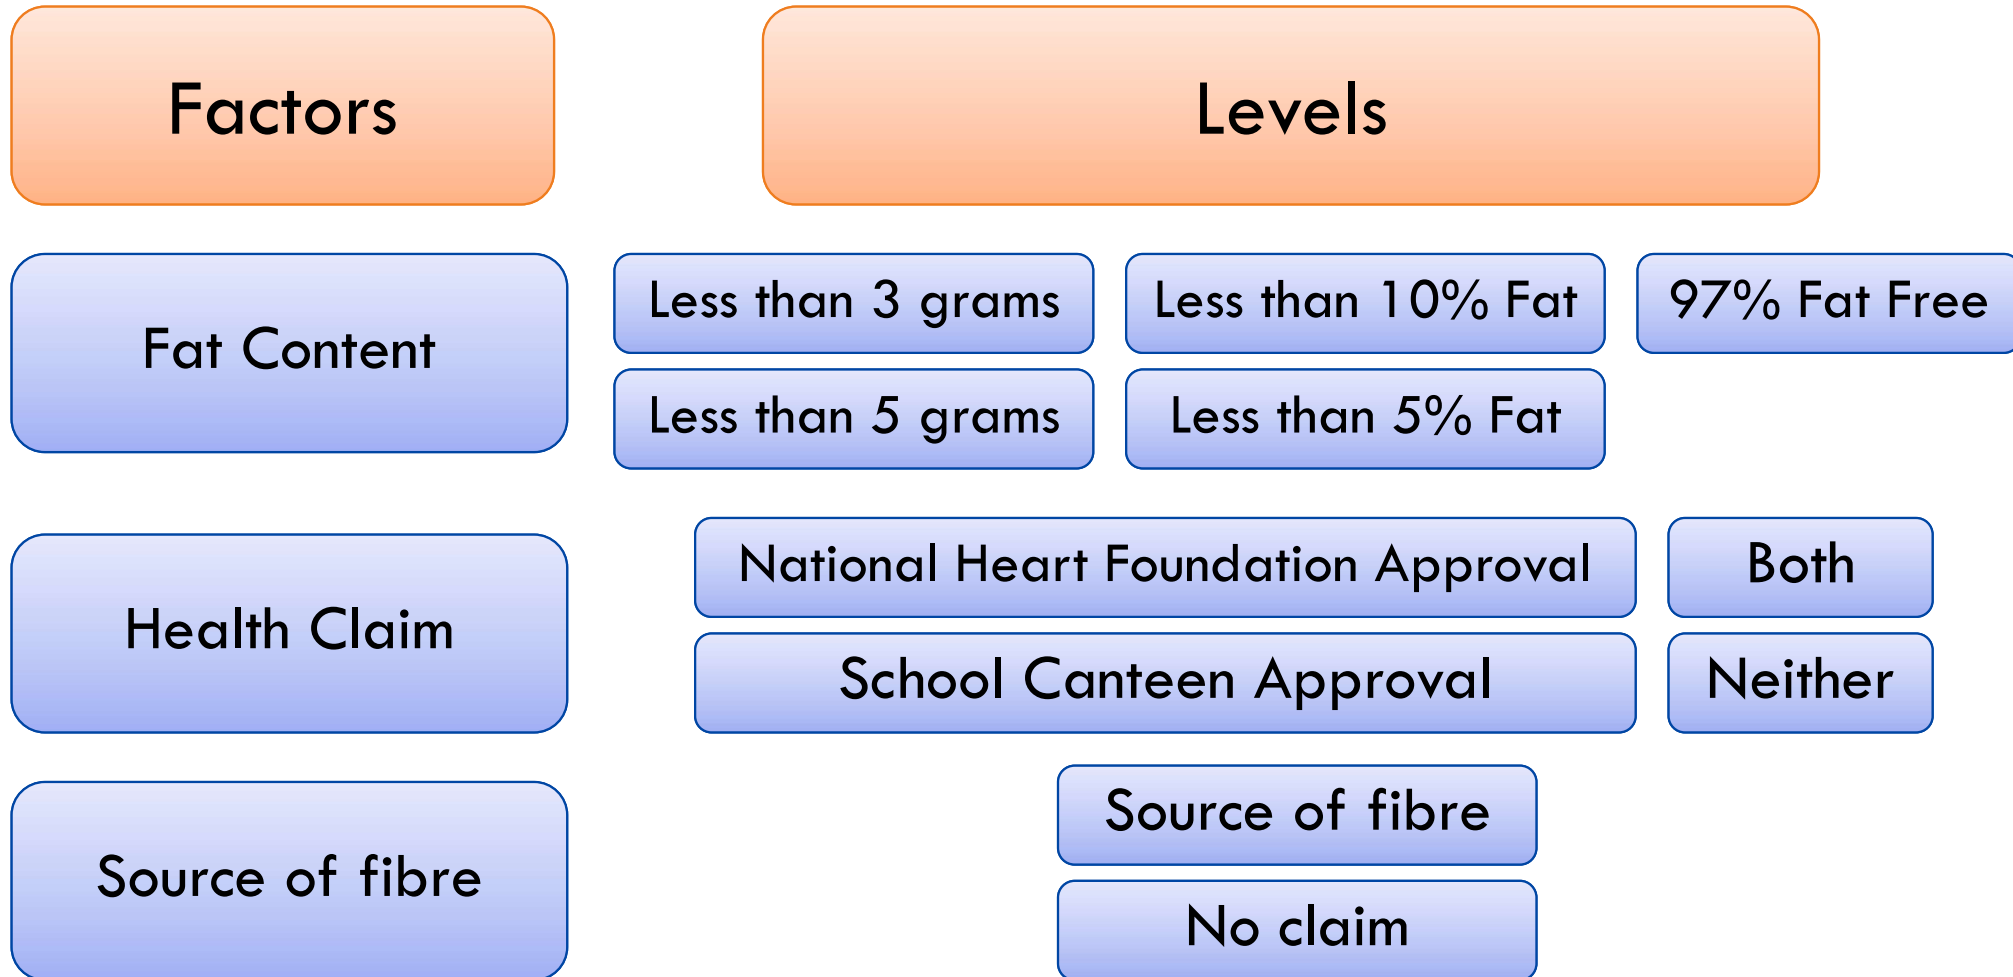 Factors
Levels
Fat Content
Less than 3 grams
Less than 10% Fat
97% Fat Free
Less than 5 grams
Less than 5% Fat
Health Claim
National Heart Foundation Approval
Both
School Canteen Approval
Neither
Source of fibre
Source of fibre
No claim